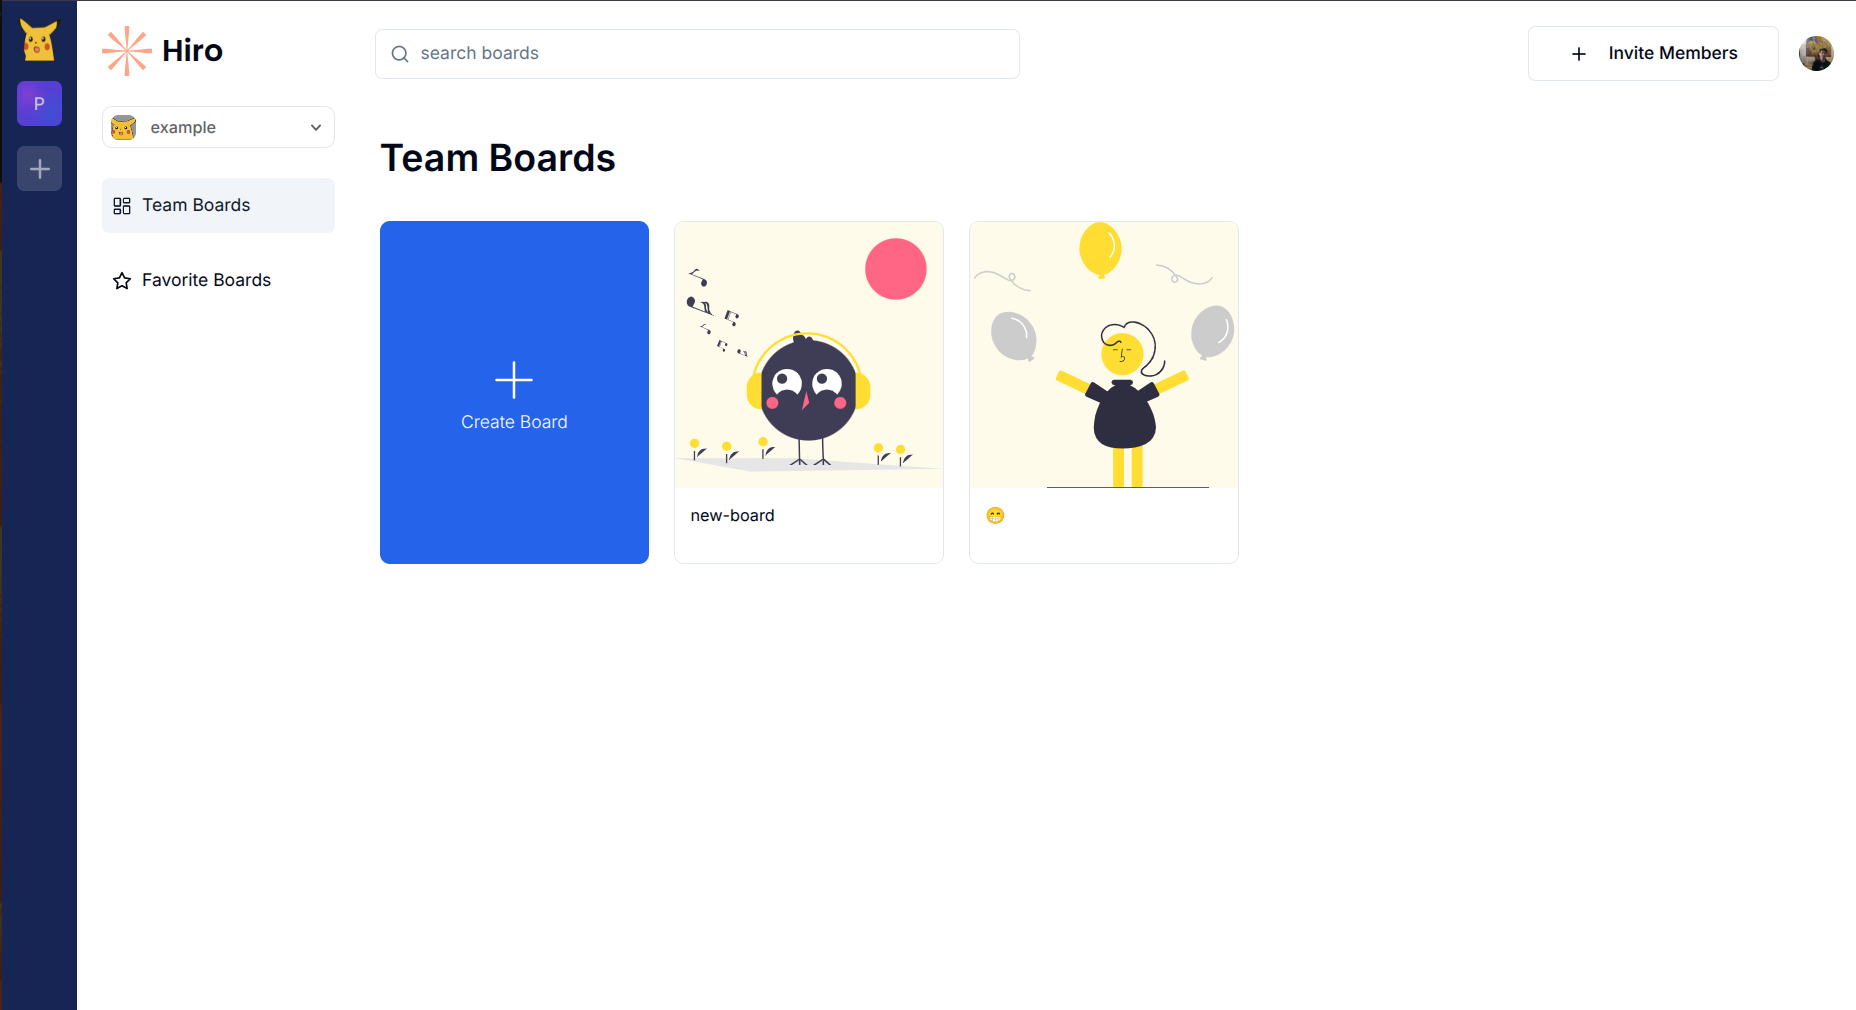 P
Hiro
search boards
Invite Members
example
Team Boards
Favorite Boards
Team Boards
Create Board
new-board
😁